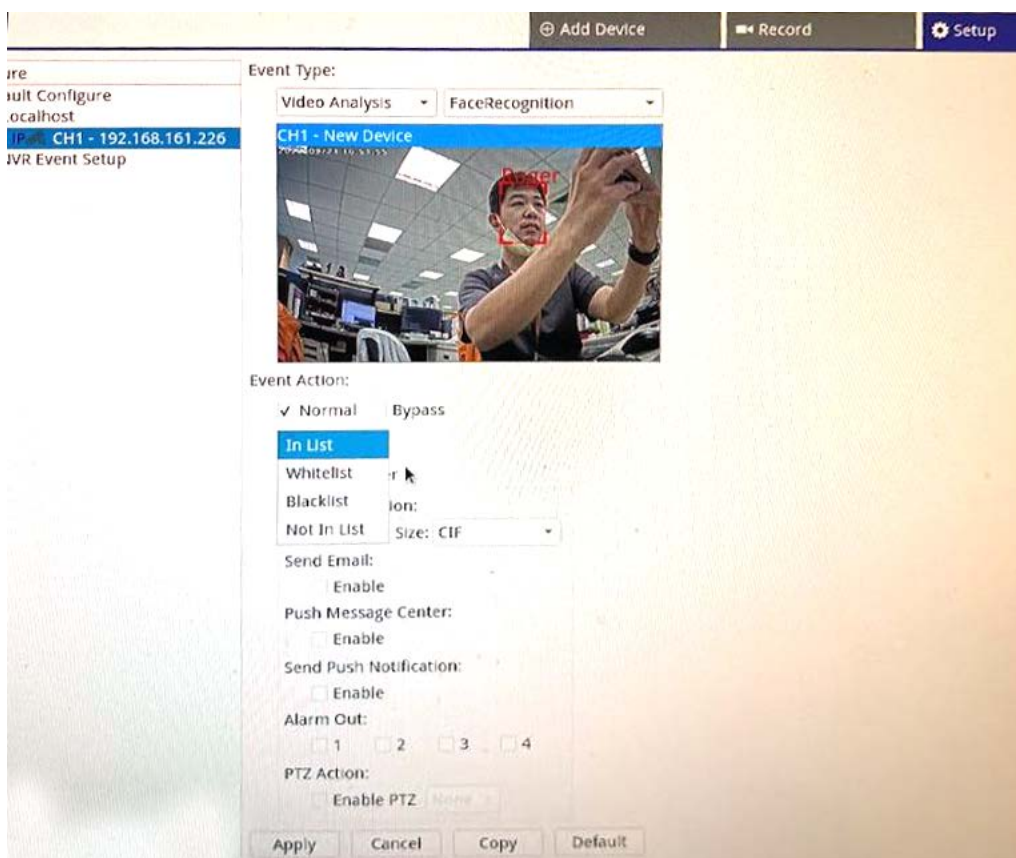 Add Device
Record
Setup
ure
ault Configure
ocalhost
IP CH1 - 192.168.161.226
NVR Event Setup
Event Type:
Video Analysis FaceRecognition
CH1 - New Device
Roger
Event Action:
✓ Normal Bypass
In List
Whitelist
r
Blacklist
ion:
Not In List
Size: CIF
Send Email:
Enable
Push Message Center:
Enable
Send Push Notification:
Enable
Alarm Out:
1 2 3 4
PTZ Action:
Enable PTZ None
Apply Cancel Copy Default